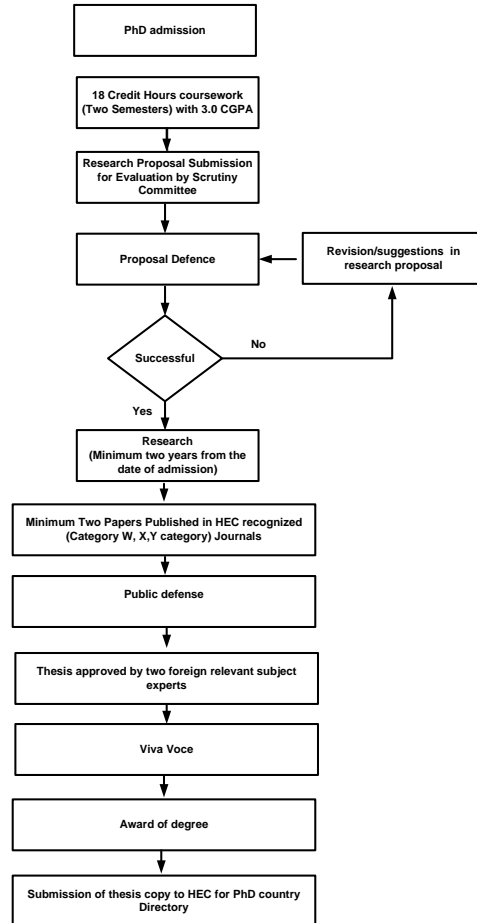 PhD admission
18 Credit Hours coursework
(Two Semesters) with 3.0 CGPA
Research Proposal Submission
for Evaluation by Scrutiny
Committee
Proposal Defence
Revision/suggestions in
research proposal
Successful
No
Yes
Research
(Minimum two years from the
date of admission)
Minimum Two Papers Published in HEC recognized
(Category W, X,Y category) Journals
Public defense
Thesis approved by two foreign relevant subject
experts
Viva Voce
Award of degree
Submission of thesis copy to HEC for PhD country
Directory